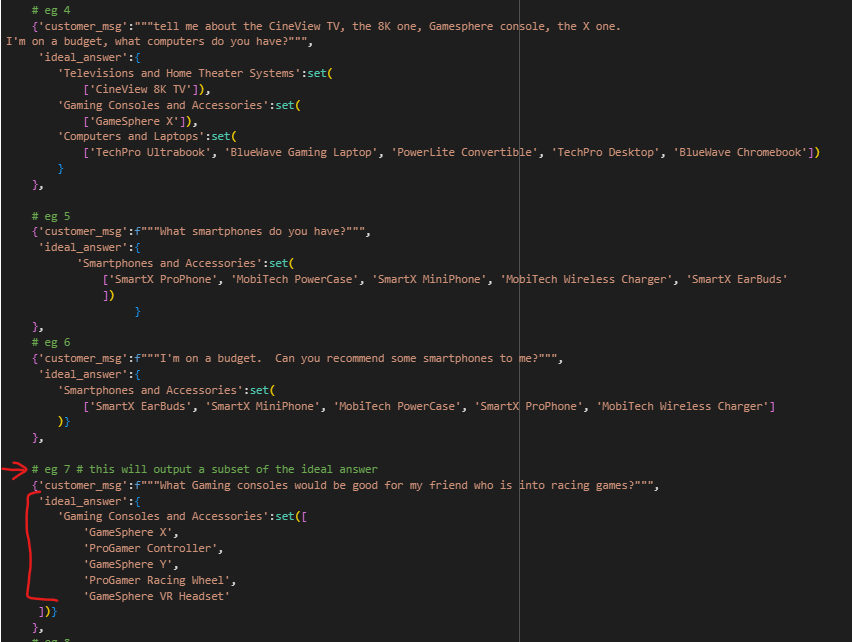 # eg 4
{'customer_msg':"""tell me about the CineView TV, the 8K one, Gamesphere console, the X one.
I'm on a budget, what computers do you have?""",
'ideal_answer':{
'Televisions and Home Theater Systems':set(
['CineView 8K TV']),
'Gaming Consoles and Accessories':set(
['GameSphere X']),
'Computers and Laptops':set(
['TechPro Ultrabook', 'BlueWave Gaming Laptop', 'PowerLite Convertible', 'TechPro Desktop', 'BlueWave Chromebook'])
}
},
# eg 5
{'customer_msg':f"""What smartphones do you have?""",
'ideal_answer':{
'Smartphones and Accessories':set(
['SmartX ProPhone', 'MobiTech PowerCase', 'SmartX MiniPhone', 'MobiTech Wireless Charger', 'SmartX EarBuds'
])
}
},
# eg 6
{'customer_msg':f"""I'm on a budget.  Can you recommend some smartphones to me?""",
'ideal_answer':{
'Smartphones and Accessories':set(
['SmartX EarBuds', 'SmartX MiniPhone', 'MobiTech PowerCase', 'SmartX ProPhone', 'MobiTech Wireless Charger']
)}
},
# eg 7 # this will output a subset of the ideal answer
{'customer_msg':f"""What Gaming consoles would be good for my friend who is into racing games?""",
'ideal_answer':{
'Gaming Consoles and Accessories':set([
'GameSphere X',
'ProGamer Controller',
'GameSphere Y',
'ProGamer Racing Wheel',
'GameSphere VR Headset'
])}
},
# eg 8